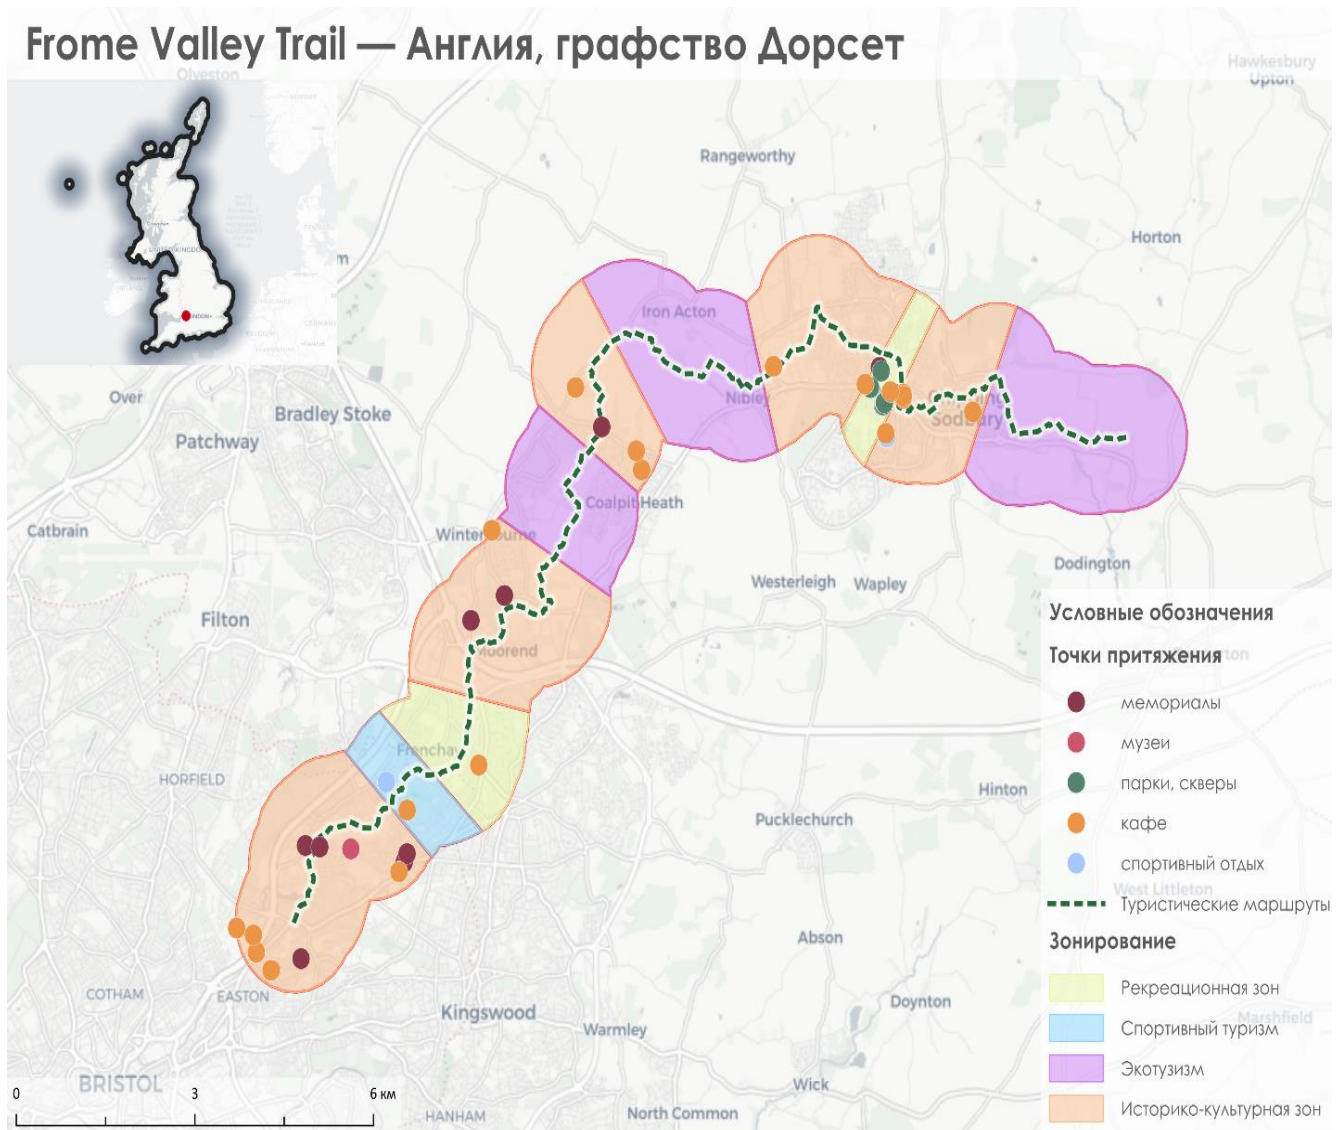 Frome Valley Trail — Англия, графство Дорсет
Olveston
Hawkesbury
Upton
Rangeworthy
Horton
Iron Acton
Over
Bradley Stoke
Patchway
Nibley
Sodbury
Coalpit Heath
Catbrain
Winterbourne
Westerleigh
Wapley
Dodington
Filton
Moorend
Frenchay
HORFIELD
Hinton
Pucklechurch
West Littleton
Abson
COTHAM
EASTON
Kingswood
Doynton
Marshfield
Warmley
BRISTOL
Wick
HANHAM
North Common
0 3 6 км
Условные обозначения
Точки притяжения
мемориалы
музеи
парки, скверы
кафе
спортивный отдых
Туристические маршруты
Зонирование
Рекреационная зон
Спортивный туризм
Экотузизм
Историко-культурная зон